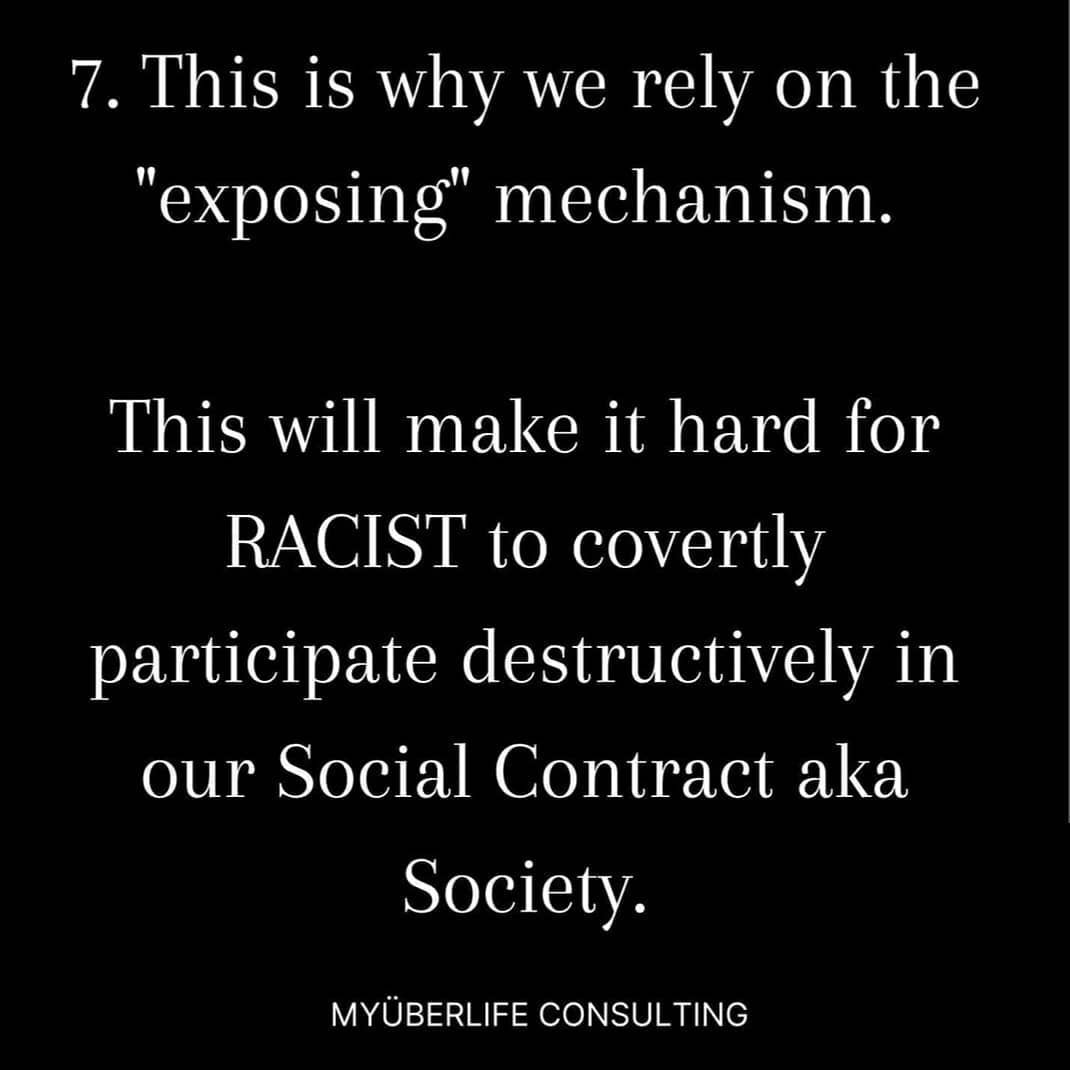 7. This is why we rely on the
"exposing" mechanism.
This will make it hard for
RACIST to covertly
participate destructively in
our Social Contract aka
Society.
MYÜBERLIFE CONSULTING